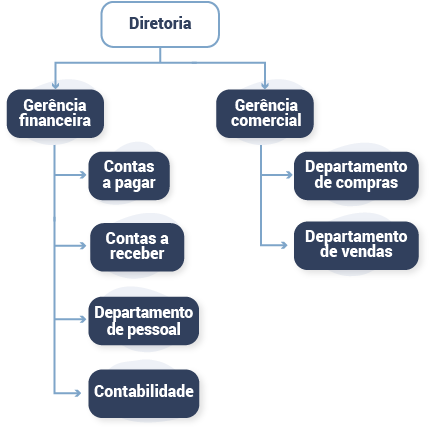 Diretoria
Gerência
financeira
Gerência
comercial
Contas
a pagar
Departamento
de compras
Contas a
receber
Departamento
de vendas
Departamento
de pessoal
Contabilidade